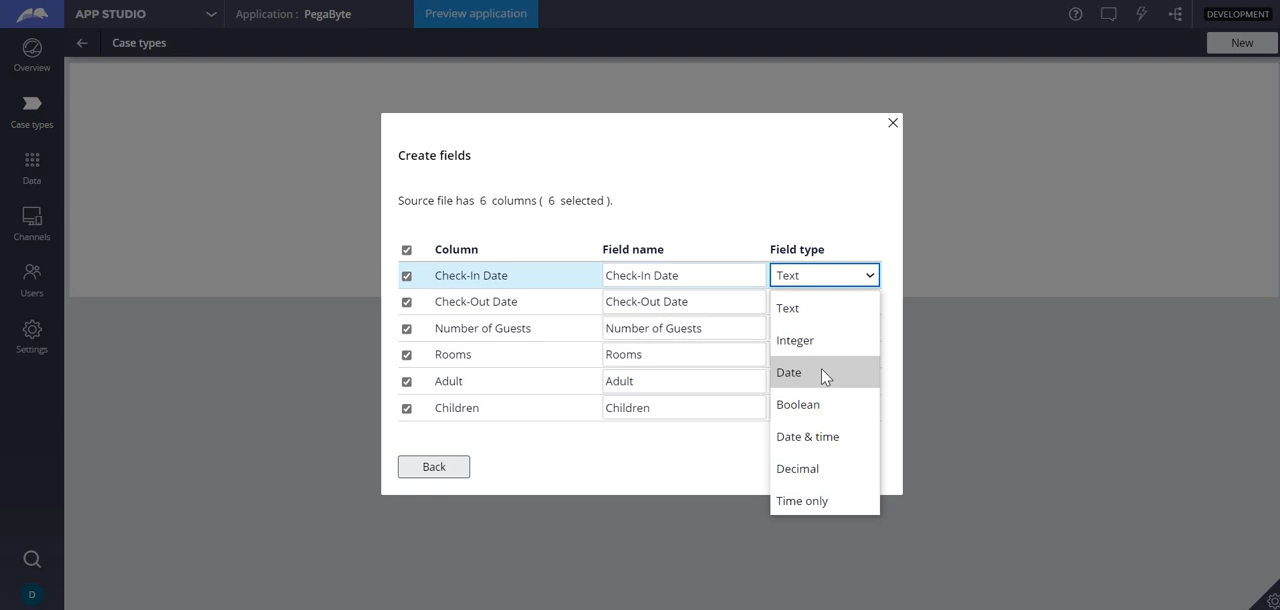 APP STUDIO
Application : PegaByte
Preview application
DEVELOPMENT
Overview
Case types
New
Case types
Data
Channels
Users
Settings
D
Create fields
Source file has 6 columns ( 6 selected ).
Column Field name Field type
Check-In Date Check-In Date Text
Check-Out Date Check-Out Date
Number of Guests Number of Guests
Rooms Rooms
Adult Adult
Children Children
Text
Integer
Date
Boolean
Date & time
Decimal
Time only
Back